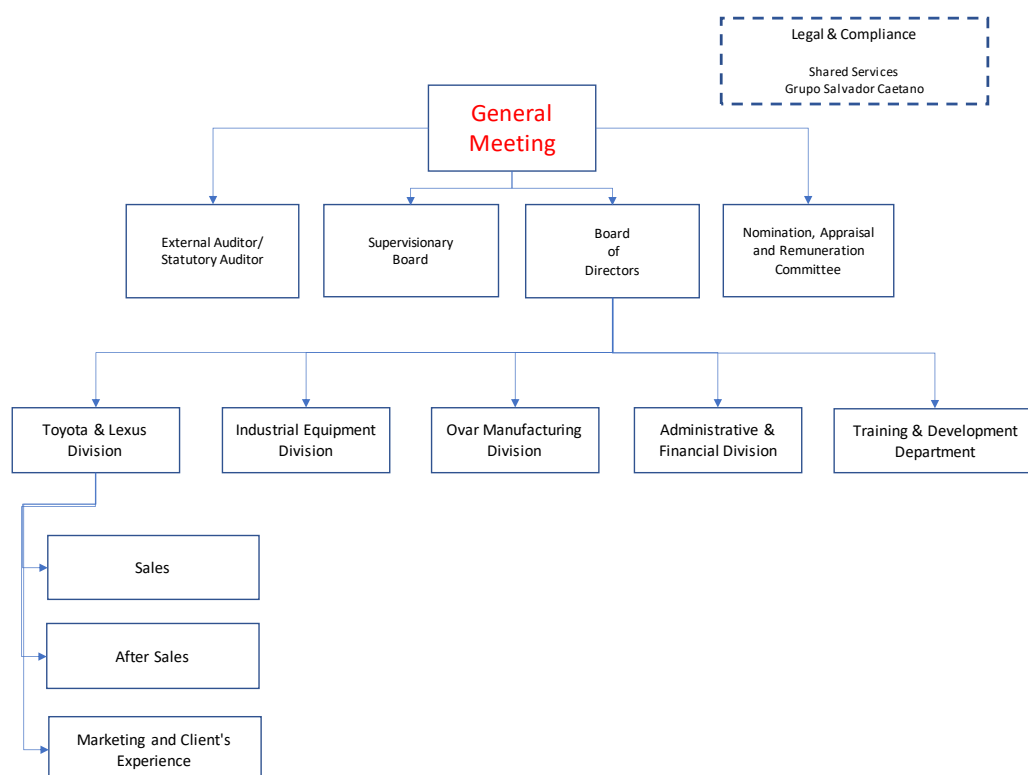 Legal & Compliance
Shared Services
Grupo Salvador Caetano
General
Meeting
External Auditor/
Statutory Auditor
Supervisionary
Board
Board
of
Directors
Nomination, Appraisal
and Remuneration
Committee
Toyota & Lexus
Division
Industrial Equipment
Division
Ovar Manufacturing
Division
Administrative &
Financial Division
Training & Development
Department
Sales
After Sales
Marketing and Client's
Experience